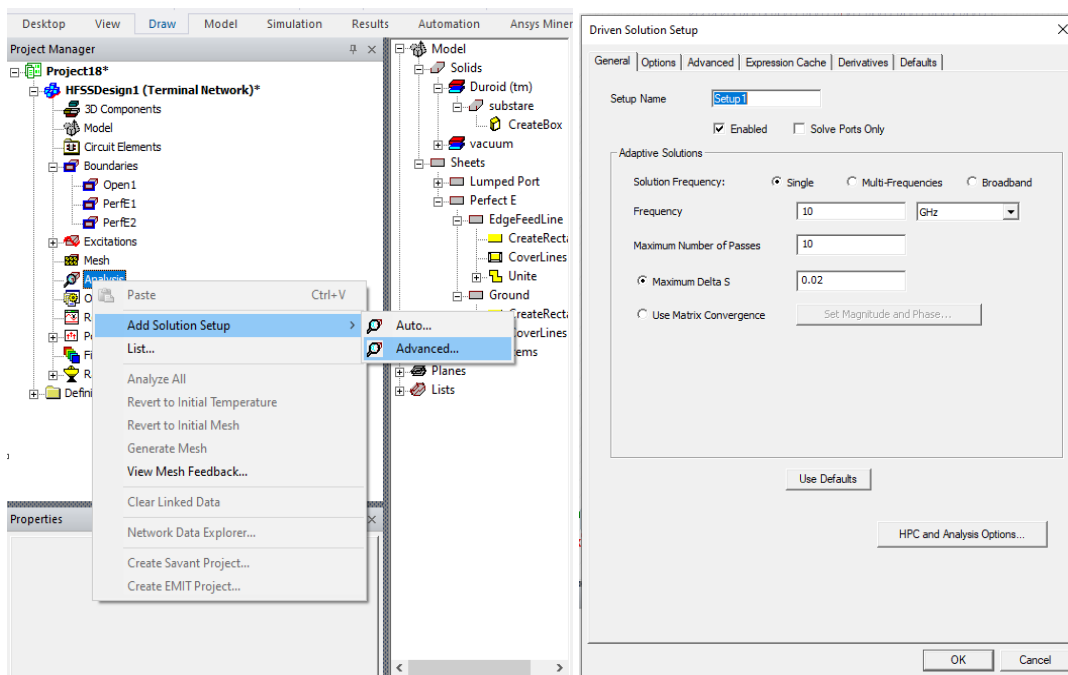 Desktop View Draw Model Simulation Results Automation Ansys Miner
Project Manager
Project18*
HFSSDesign1 (Terminal Network)*
3D Components
Model
Circuit Elements
Boundaries
Open1
PerfE1
PerfE2
Excitations
Mesh
Analysis
O
R
P
Fi
R
Defini
Paste Ctrl+V
Add Solution Setup
List...
Analyze All
Revert to Initial Temperature
Revert to Initial Mesh
Generate Mesh
View Mesh Feedback...
Clear Linked Data
Network Data Explorer...
Create Savant Project...
Create EMIT Project...
Auto...
Advanced...
Properties
Model
Solids
Duroid (tm)
substare
CreateBox
vacuum
Sheets
Lumped Port
Perfect E
EdgeFeedLine
CreateRecta
CoverLines
Unite
Ground
CreateRecta
CoverLines
ems
Planes
Lists
Driven Solution Setup
General Options Advanced Expression Cache Derivatives Defaults
Setup Name Setup1
Enabled Solve Ports Only
Adaptive Solutions
Solution Frequency: Single Multi-Frequencies Broadband
Frequency 10 GHz
Maximum Number of Passes 10
Maximum Delta S 0.02
Use Matrix Convergence Set Magnitude and Phase...
Use Defaults
HPC and Analysis Options...
OK Cancel